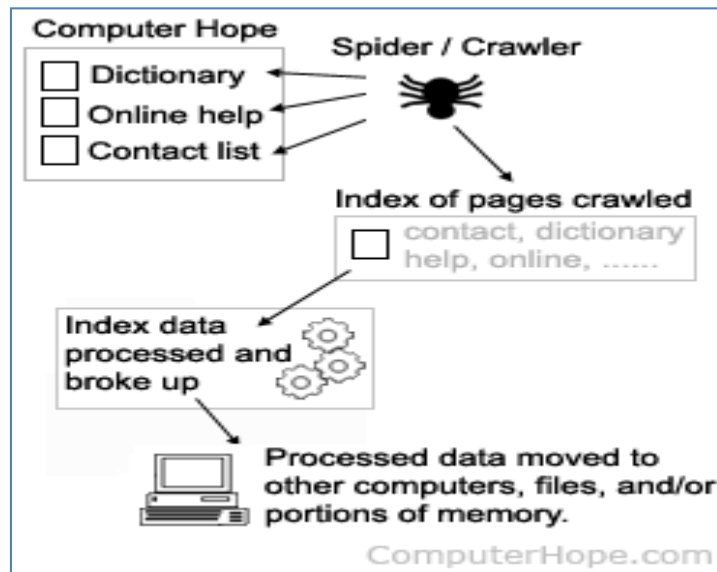 Computer Hope
Dictionary
Online help
Contact list
Spider / Crawler
Index of pages crawled
contact, dictionary
help, online, ......
Index data
processed and
broke up
Processed data moved to
other computers, files, and/or
portions of memory.
ComputerHope.com